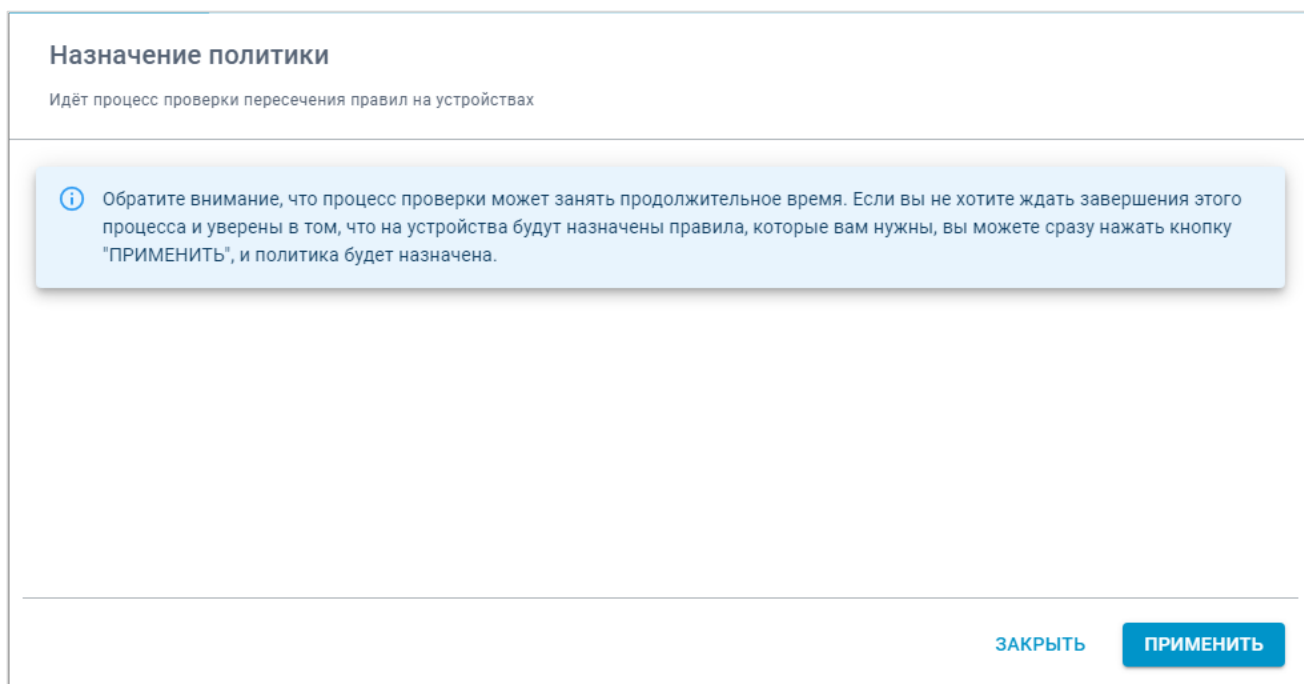 Назначение политики
Идёт процесс проверки пересечения правил на устройствах
Обратите внимание, что процесс проверки может занять продолжительное время. Если вы не хотите ждать завершения этого
процесса и уверены в том, что на устройства будут назначены правила, которые вам нужны, вы можете сразу нажать кнопку
"ПРИМЕНИТЬ", и политика будет назначена.
ЗАКРЫТЬ
ПРИМЕНИТЬ